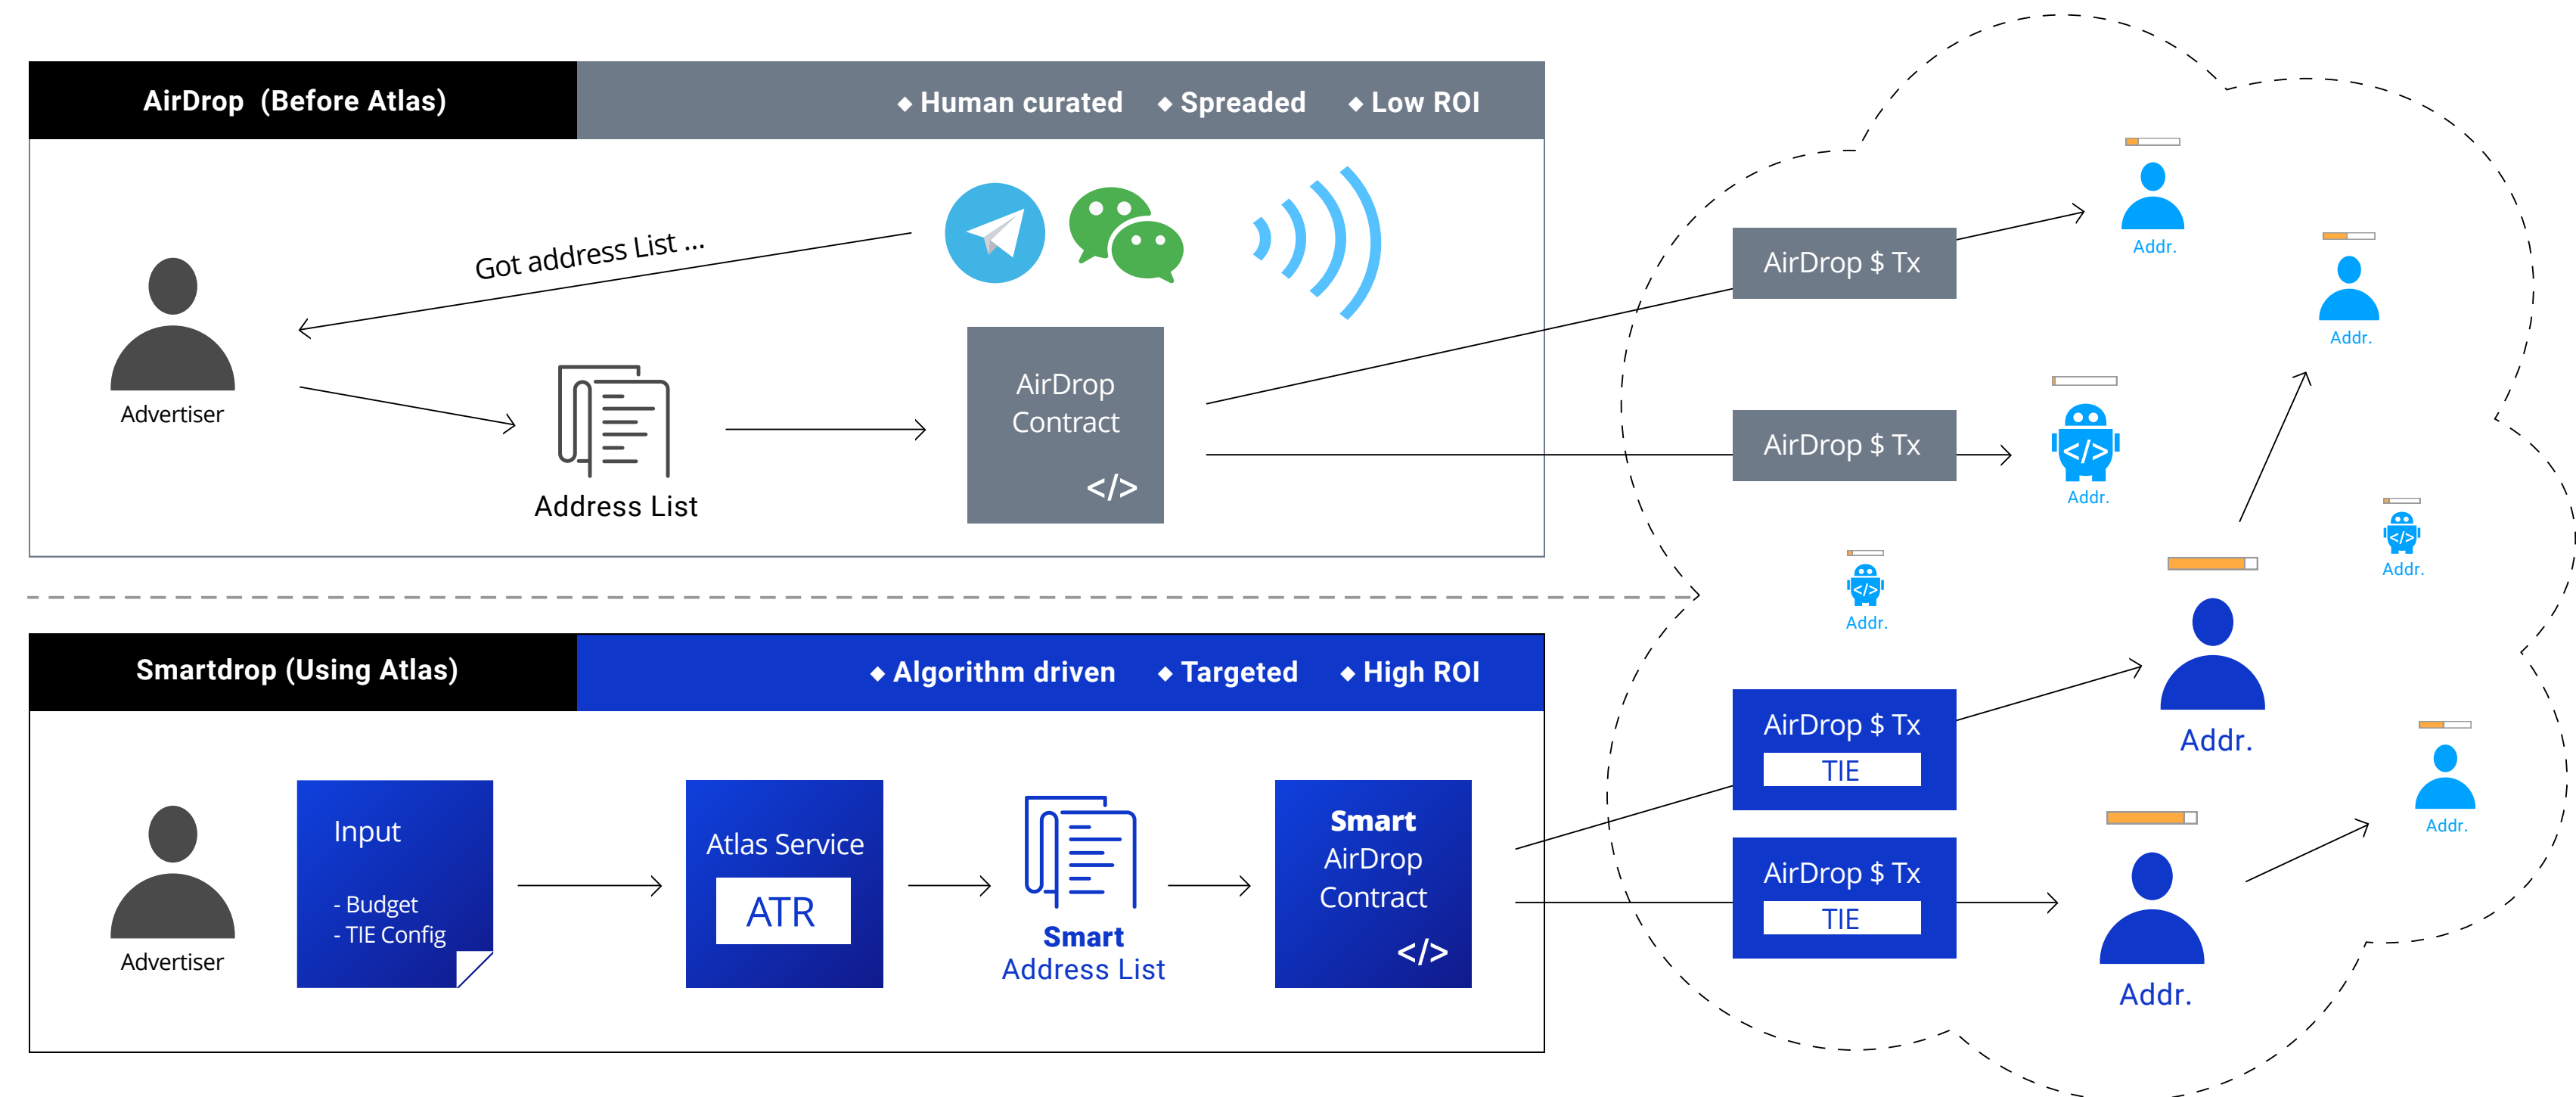 AirDrop (Before Atlas)
◆ Human curated ◆ Spreaded ◆ Low ROI
Got address List ...
Advertiser
Address List
AirDrop
Contract
</>
AirDrop $ Tx
AirDrop $ Tx
Addr.
Addr.
</>
Addr.
</>
Addr.
</>
Addr.
Smartdrop (Using Atlas)
◆ Algorithm driven ◆ Targeted ◆ High ROI
Advertiser
Input
- Budget
- TIE Config
Atlas Service
ATR
Smart
Address List
Smart
AirDrop
Contract
</>
AirDrop $ Tx
TIE
AirDrop $ Tx
TIE
Addr.
Addr.
Addr.